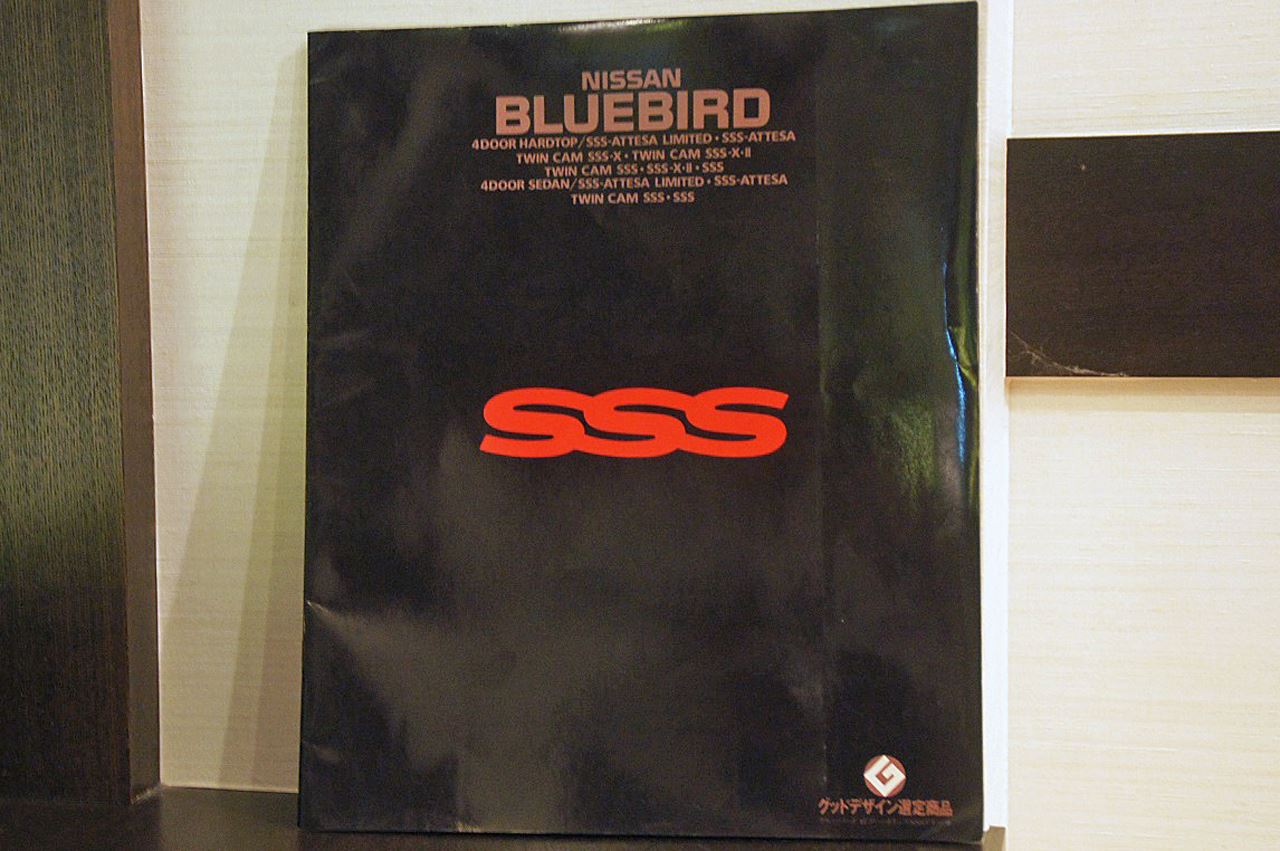 NISSAN
BLUEBIRD
4DOOR HARDTOP/SSS-ATTESA LIMITED・SSS-ATTESA
TWIN CAM SSS-X・TWIN CAM SSS-X・II
TWIN CAM SSS・SSS-X・II・SSS
4DOOR SEDAN/SSS-ATTESA LIMITED・SSS-ATTESA
TWIN CAM SSS・SSS
SSS
G
グッドデザイン選定商品